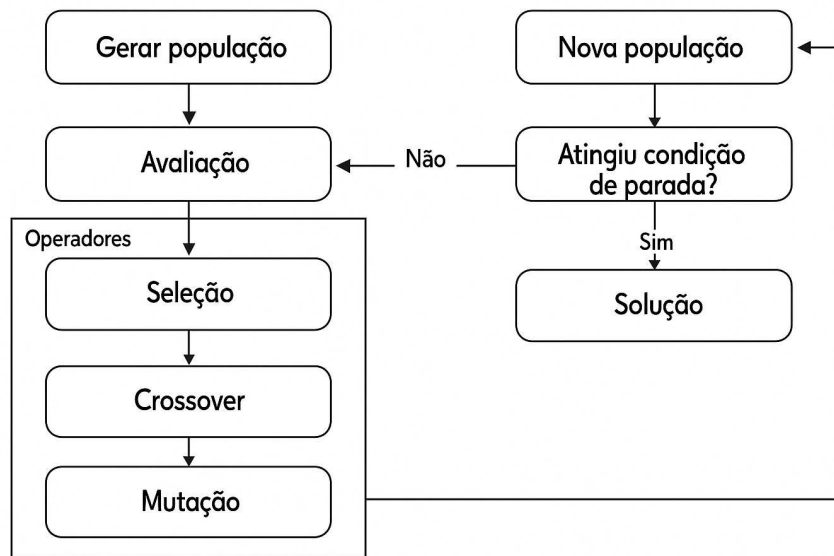 Gerar população
Avaliação
Operadores
Seleção
Crossover
Mutação
Nova população
Não
Atingiu condição
de parada?
Sim
Solução